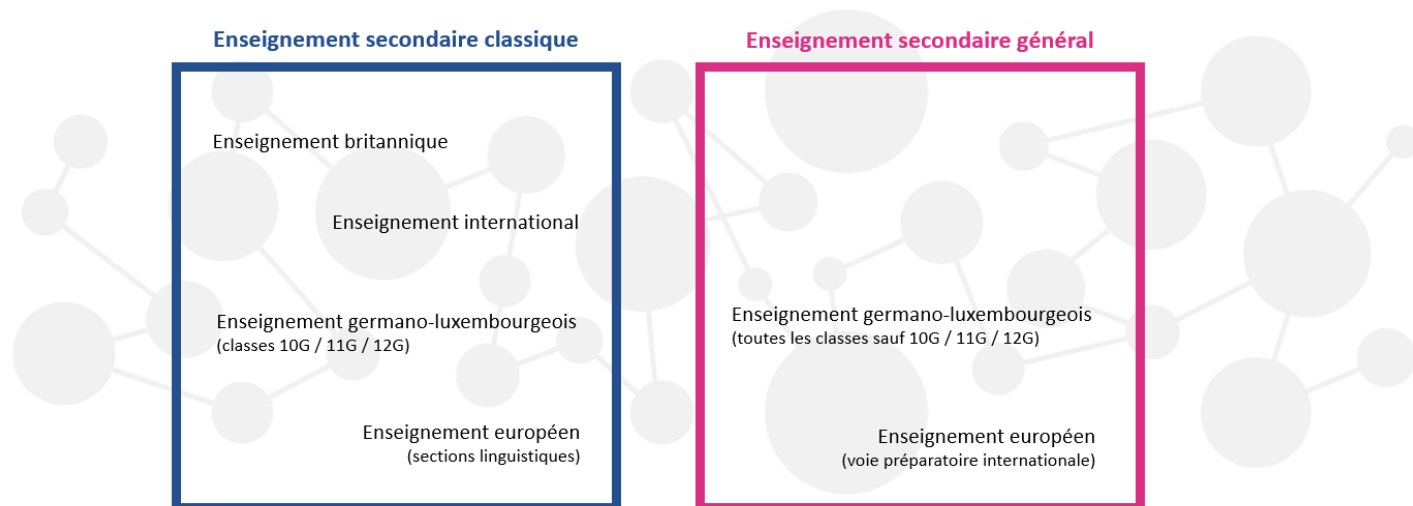 Enseignement secondaire classique
Enseignement britannique
Enseignement international
Enseignement germano-luxembourgeois
(classes 10G / 11G / 12G)
Enseignement européen
(sections linguistiques)
Enseignement secondaire général
Enseignement germano-luxembourgeois
(toutes les classes sauf 10G / 11G / 12G)
Enseignement européen
(voie préparatoire internationale)